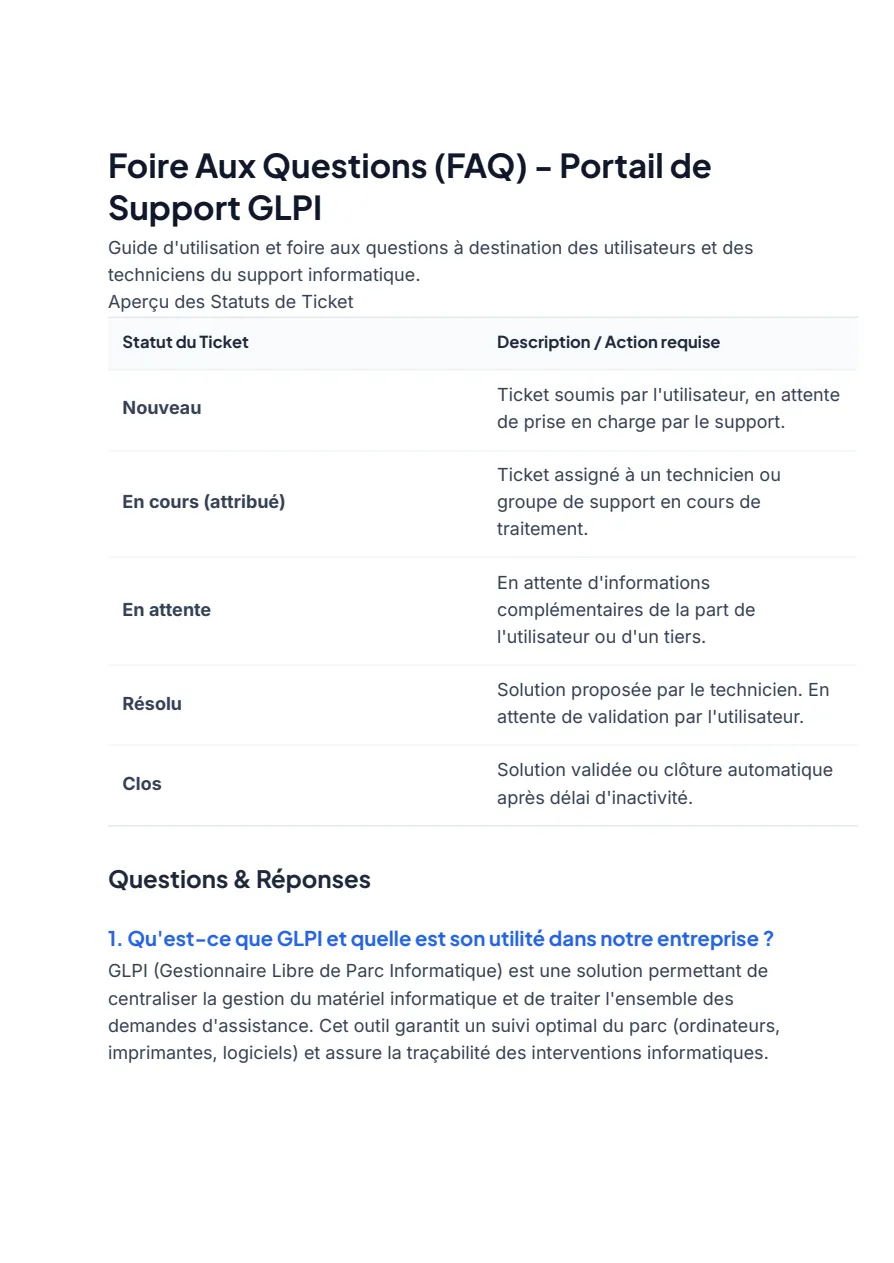 Foire Aux Questions (FAQ) – Portail de
Support GLPI
Guide d'utilisation et foire aux questions à destination des utilisateurs et des
techniciens du support informatique.
Aperçu des Statuts de Ticket
Statut du Ticket
Description / Action requise
Nouveau
Ticket soumis par l'utilisateur, en attente
de prise en charge par le support.
En cours (attribué)
Ticket assigné à un technicien ou
groupe de support en cours de
traitement.
En attente
En attente d'informations
complémentaires de la part de
l'utilisateur ou d'un tiers.
Résolu
Solution proposée par le technicien. En
attente de validation par l'utilisateur.
Clos
Solution validée ou clôture automatique
après délai d'inactivité.
Questions & Réponses
1. Qu'est-ce que GLPI et quelle est son utilité dans notre entreprise ?
GLPI (Gestionnaire Libre de Parc Informatique) est une solution permettant de
centraliser la gestion du matériel informatique et de traiter l'ensemble des
demandes d'assistance. Cet outil garantit un suivi optimal du parc (ordinateurs,
imprimantes, logiciels) et assure la traçabilité des interventions informatiques.